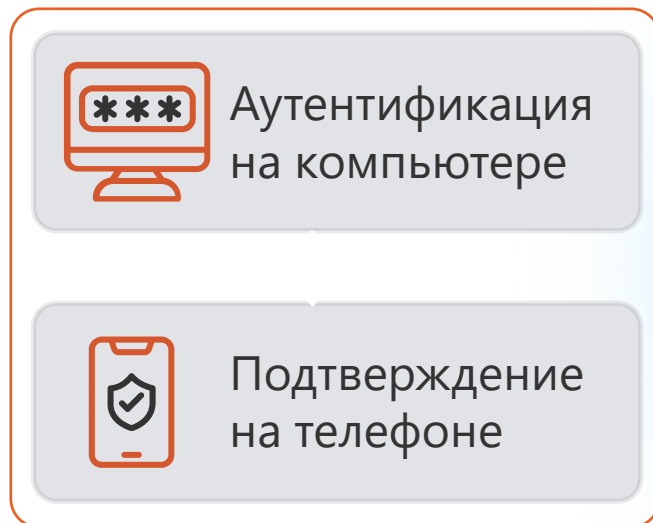 ***
Аутентификация
на компьютере
Подтверждение
на телефоне